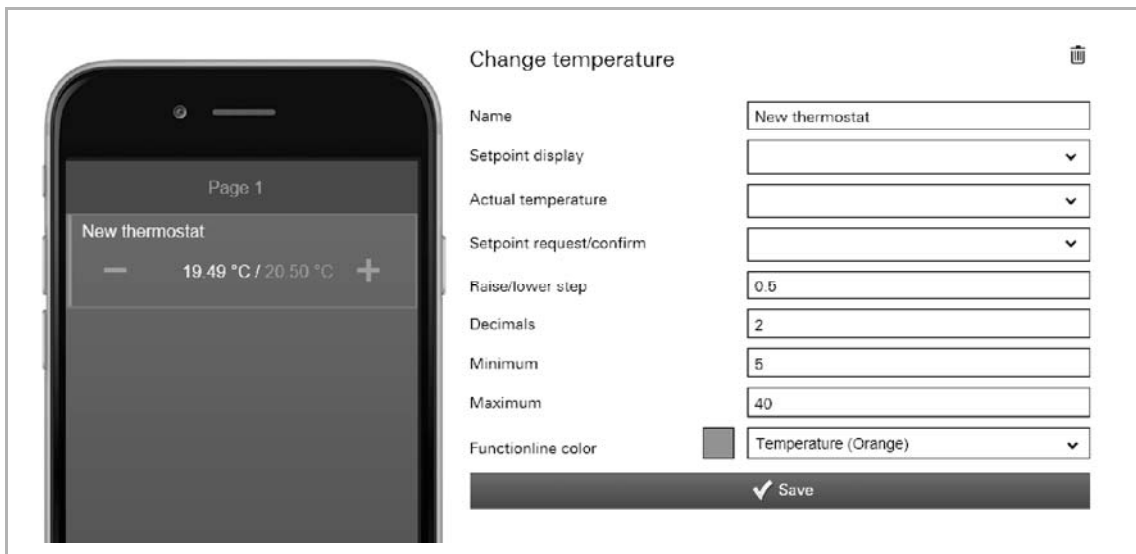 Page 1
New thermostat
19.49 °C / 20.50 °C
Change temperature
Name
New thermostat
Setpoint display
Actual temperature
Setpoint request/confirm
Raise/lower step
0.5
Decimals
2
Minimum
5
Maximum
40
Functionline color
Temperature (Orange)
Save